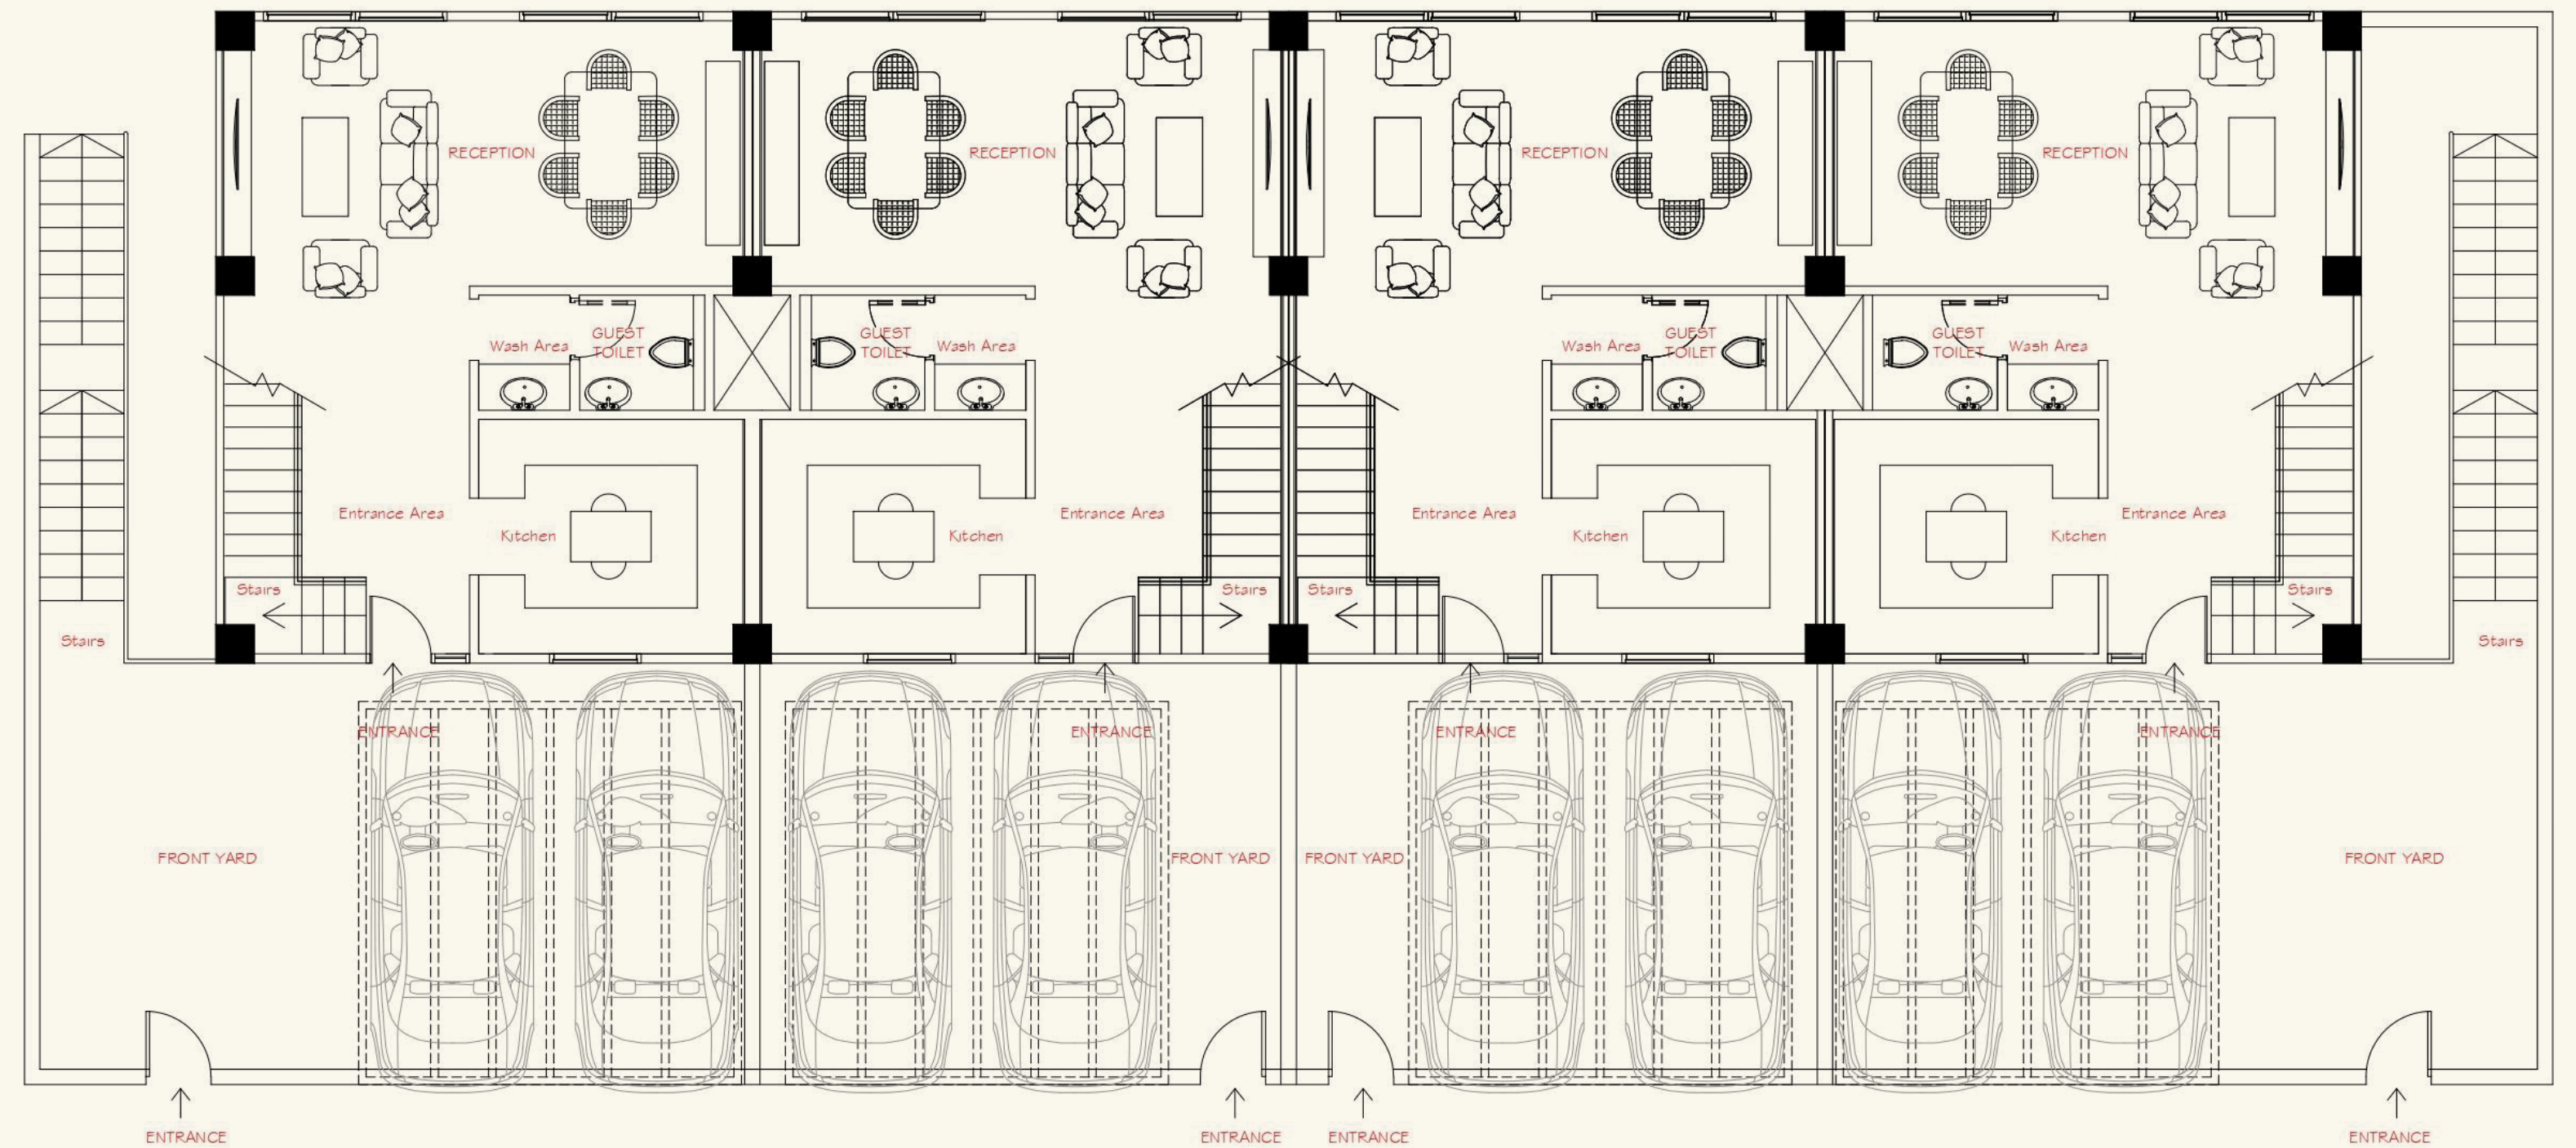 RECEPTION
RECEPTION
RECEPTION
RECEPTION
Wash Area
GUEST
TOILET
GUEST
TOILET
Wash Area
Wash Area
GUEST
TOILET
GUEST
TOILET
Wash Area
Entrance Area
Kitchen
Kitchen
Entrance Area
Entrance Area
Kitchen
Kitchen
Entrance Area
Stairs
Stairs
Stairs
Stairs
Stairs
Stairs
ENTRANCE
ENTRANCE
ENTRANCE
ENTRANCE
FRONT YARD
FRONT YARD
FRONT YARD
FRONT YARD
ENTRANCE
ENTRANCE
ENTRANCE
ENTRANCE